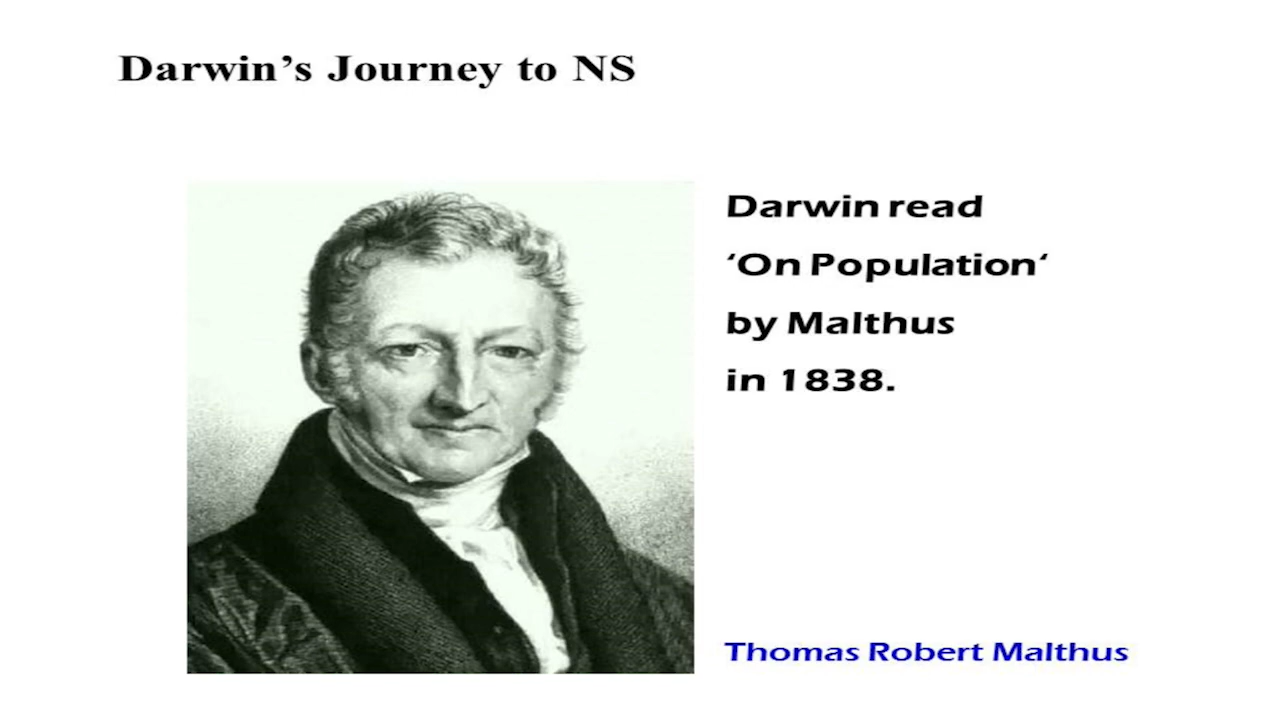 Darwin’s Journey to NS
Darwin read
‘On Population‘
by Malthus
in 1838.
Thomas Robert Malthus